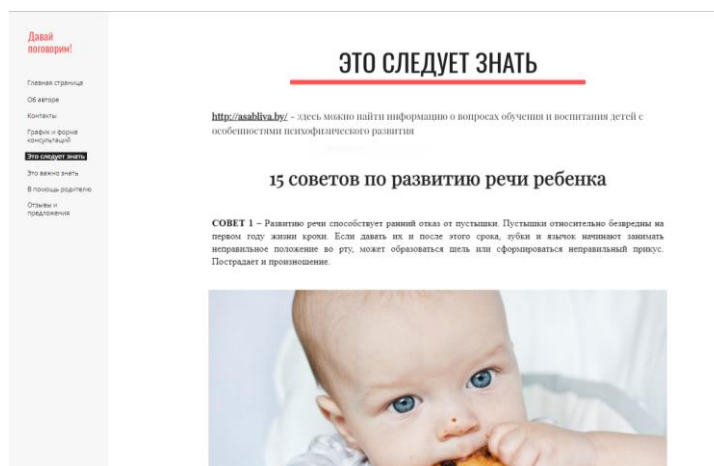 Давай
поговорим!
Главная страница
Об авторе
Контакты
График и форма
консультаций
Это следует знать
Это важно знать
В помощь родителю
Отзывы и
предложения
ЭТО СЛЕДУЕТ ЗНАТЬ
http://asabliva.by/ - здесь можно найти информацию о вопросах обучения и воспитания детей с
особенностями психофизического развития
15 советов по развитию речи ребенка
СОВЕТ 1 – Развитию речи способствует ранний отказ от пустышки. Пустышки относительно безвредны на
первом году жизни крохи. Если давать их и после этого срока, зубки и язычок начинают занимать
неправильное положение во рту, может образоваться щель или сформироваться неправильный прикус.
Пострадает и произношение.